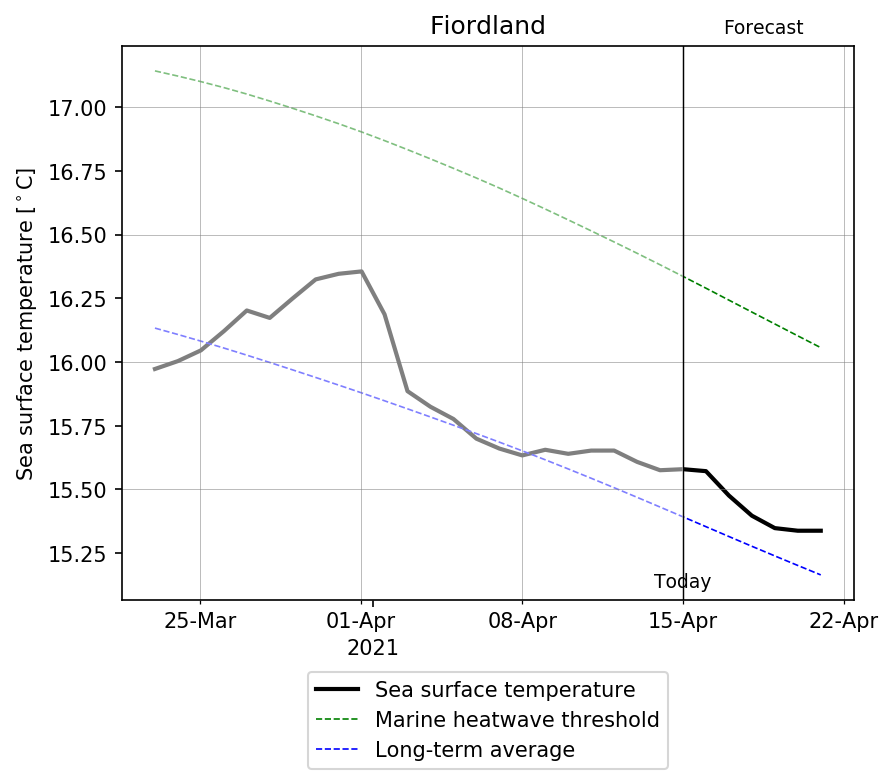 Fiordland
Forecast
Sea surface temperature [°C]
17.00
16.75
16.50
16.25
16.00
15.75
15.50
15.25
Today
25-Mar
01-Apr
2021
08-Apr
15-Apr
22-Apr
Sea surface temperature
Marine heatwave threshold
Long-term average